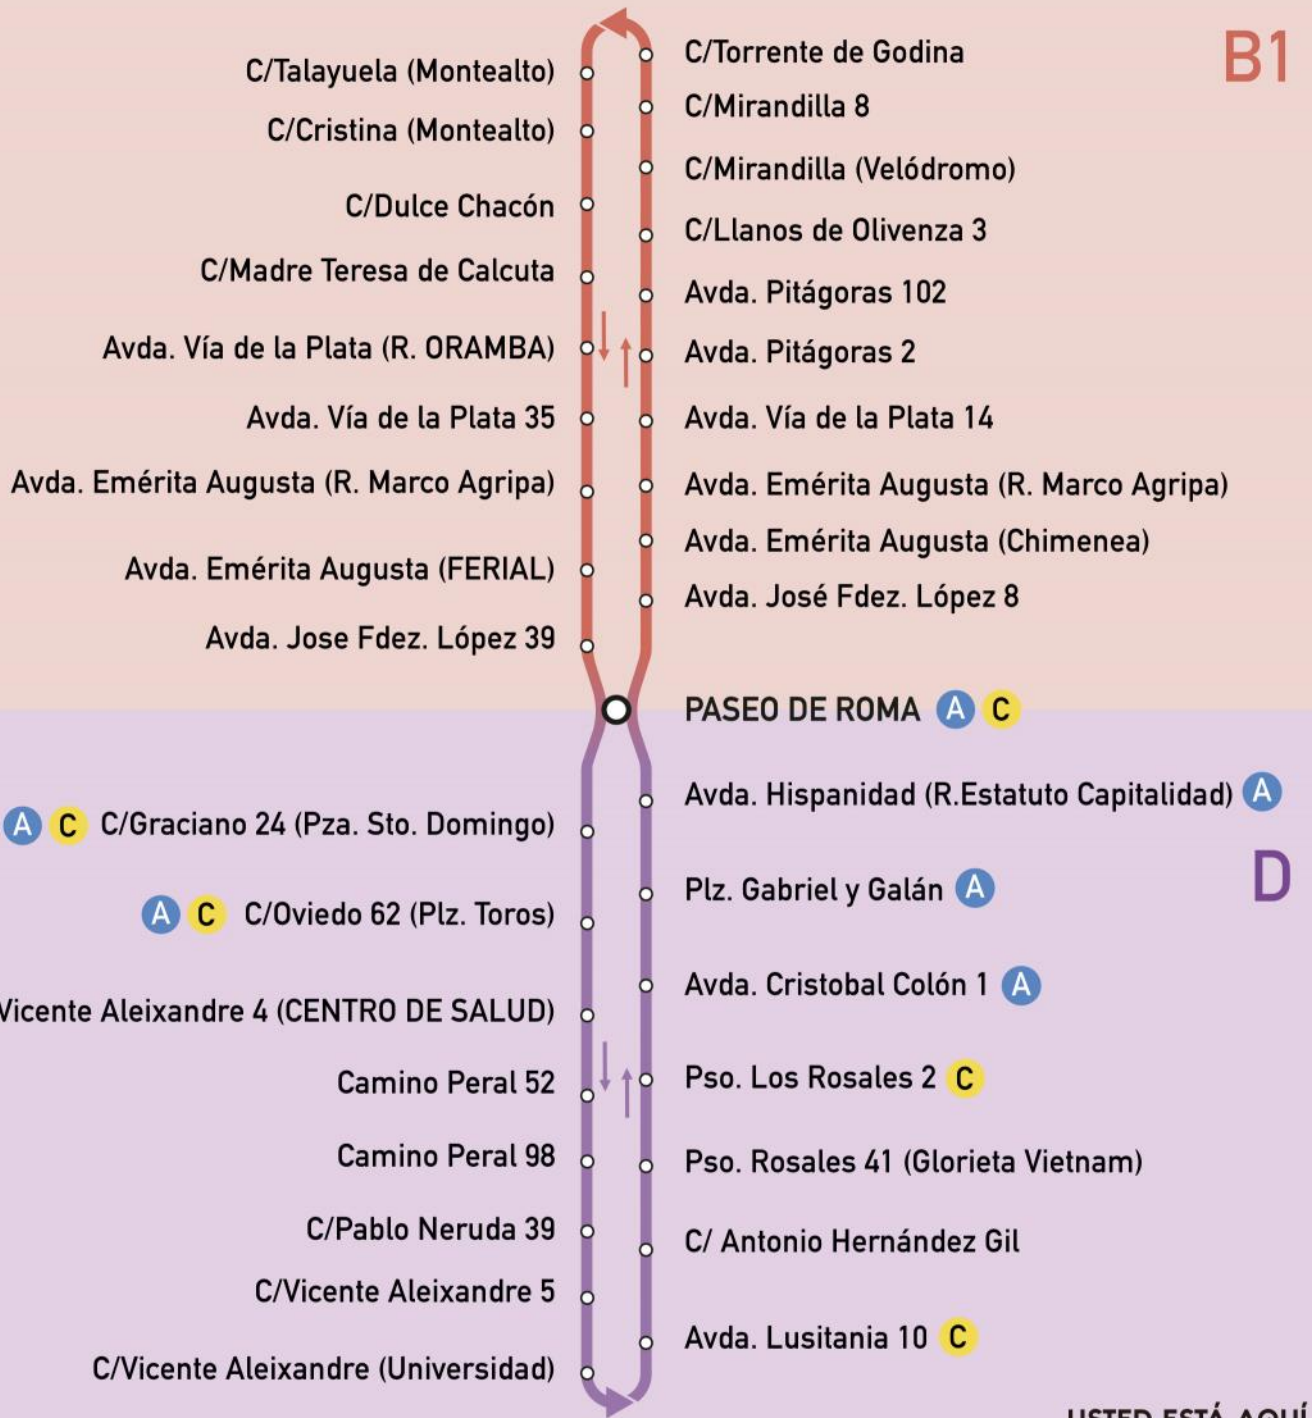 B1
C/Talayuela (Montealto)
C/Cristina (Montealto)
C/Dulce Chacón
C/Madre Teresa de Calcuta
Avda. Vía de la Plata (R. ORAMBA)
Avda. Vía de la Plata 35
Avda. Emérita Augusta (R. Marco Agripa)
Avda. Emérita Augusta (FERIAL)
Avda. Jose Fdez. López 39
C/Torrente de Godina
C/Mirandilla 8
C/Mirandilla (Velódromo)
C/Llanos de Olivenza 3
Avda. Pitágoras 102
Avda. Pitágoras 2
Avda. Vía de la Plata 14
Avda. Emérita Augusta (R. Marco Agripa)
Avda. Emérita Augusta (Chimenea)
Avda. José Fdez. López 8
PASEO DE ROMA A C
A C C/Graciano 24 (Pza. Sto. Domingo)
A C C/Oviedo 62 (Plz. Toros)
Vicente Aleixandre 4 (CENTRO DE SALUD)
Camino Peral 52
Camino Peral 98
C/Pablo Neruda 39
C/Vicente Aleixandre 5
C/Vicente Aleixandre (Universidad)
Avda. Hispanidad (R.Estatuto Capitalidad) A
D
Plz. Gabriel y Galán A
Avda. Cristobal Colón 1 A
Pso. Los Rosales 2 C
Pso. Rosales 41 (Glorieta Vietnam)
C/ Antonio Hernández Gil
Avda. Lusitania 10 C
USTED ESTÁ AQUÍ